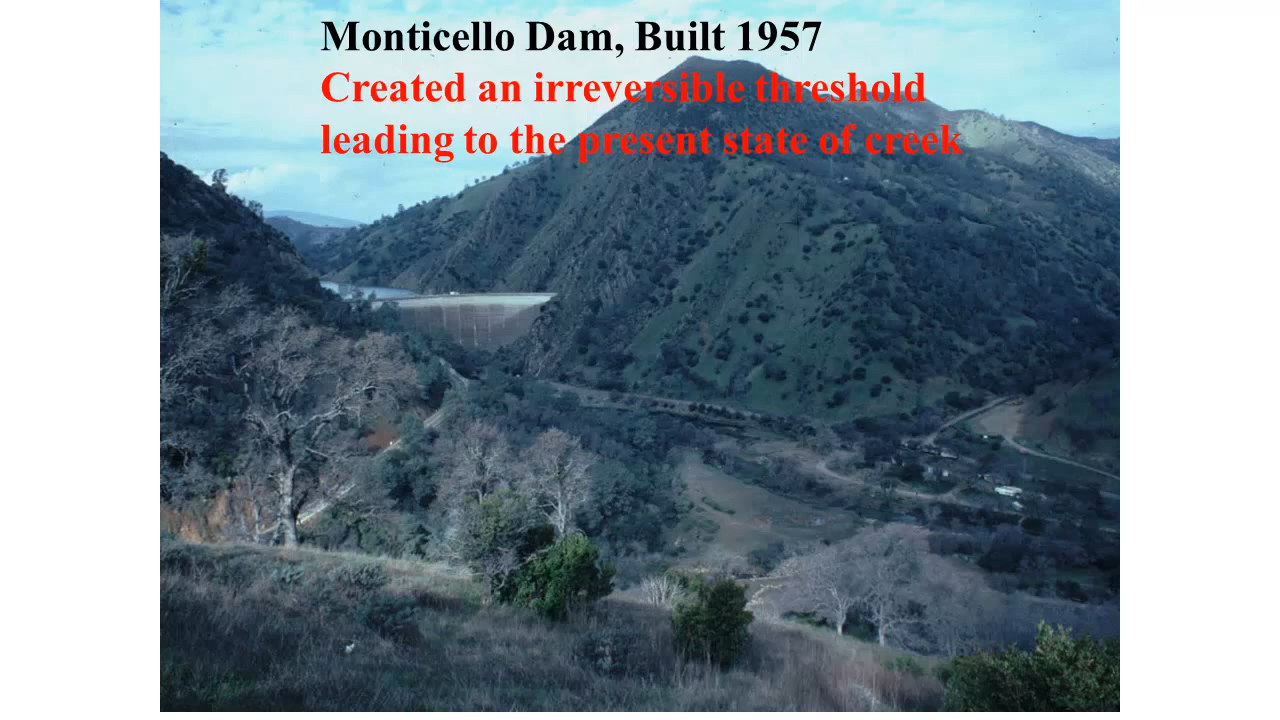 Monticello Dam, Built 1957
Created an irreversible threshold
leading to the present state of creek